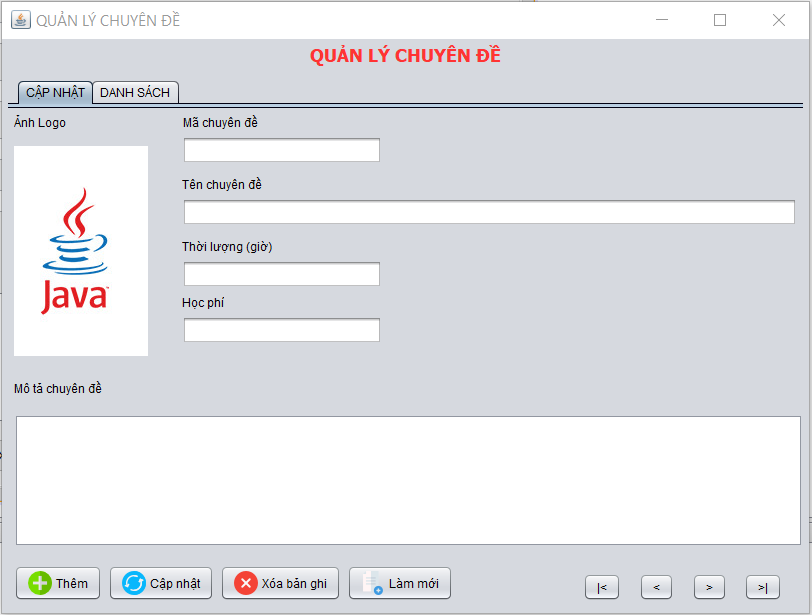 QUẢN LÝ CHUYÊN ĐỀ
QUẢN LÝ CHUYÊN ĐỀ
CẬP NHẬT DANH SÁCH
Ảnh Logo
Mã chuyên đề
Tên chuyên đề
Thời lượng (giờ)
Học phí
Java
Mô tả chuyên đề
Thêm Cập nhật Xóa bản ghi Làm mới |< < > >|